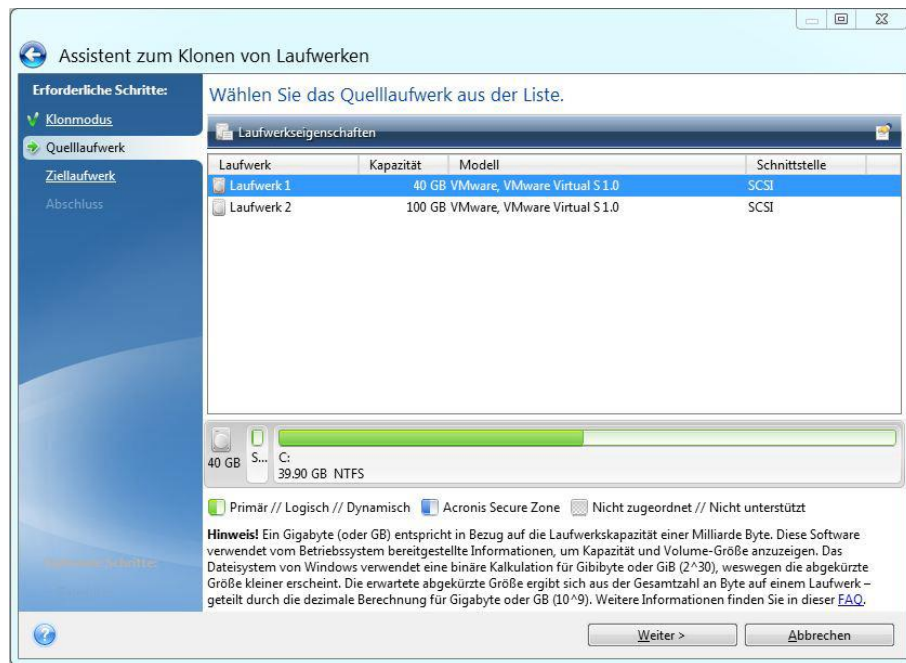 Assistent zum Klonen von Laufwerken
Erforderliche Schritte:
Klonmodus
Quelllaufwerk
Ziellaufwerk
Abschluss
Wählen Sie das Quelllaufwerk aus der Liste.
Laufwerkseigenschaften
Laufwerk Kapazität Modell Schnittstelle
Laufwerk 1 40 GB VMware, VMware Virtual S 1.0 SCSI
Laufwerk 2 100 GB VMware, VMware Virtual S 1.0 SCSI
40 GB
S...
C:
39.90 GB NTFS
Primär // Logisch // Dynamisch Acronis Secure Zone Nicht zugeordnet // Nicht unterstützt
Hinweis! Ein Gigabyte (oder GB) entspricht in Bezug auf die Laufwerkskapazität einer Milliarde Byte. Diese Software
verwendet vom Betriebssystem bereitgestellte Informationen, um Kapazität und Volume-Größe anzuzeigen. Das
Dateisystem von Windows verwendet eine binäre Kalkulation für Gibibyte oder GiB (2^30), weswegen die abgekürzte
Größe kleiner erscheint. Die erwartete abgekürzte Größe ergibt sich aus der Gesamtzahl an Byte auf einem Laufwerk –
geteilt durch die dezimale Berechnung für Gigabyte oder GB (10^9). Weitere Informationen finden Sie in dieser FAQ.
Weiter >
Abbrechen